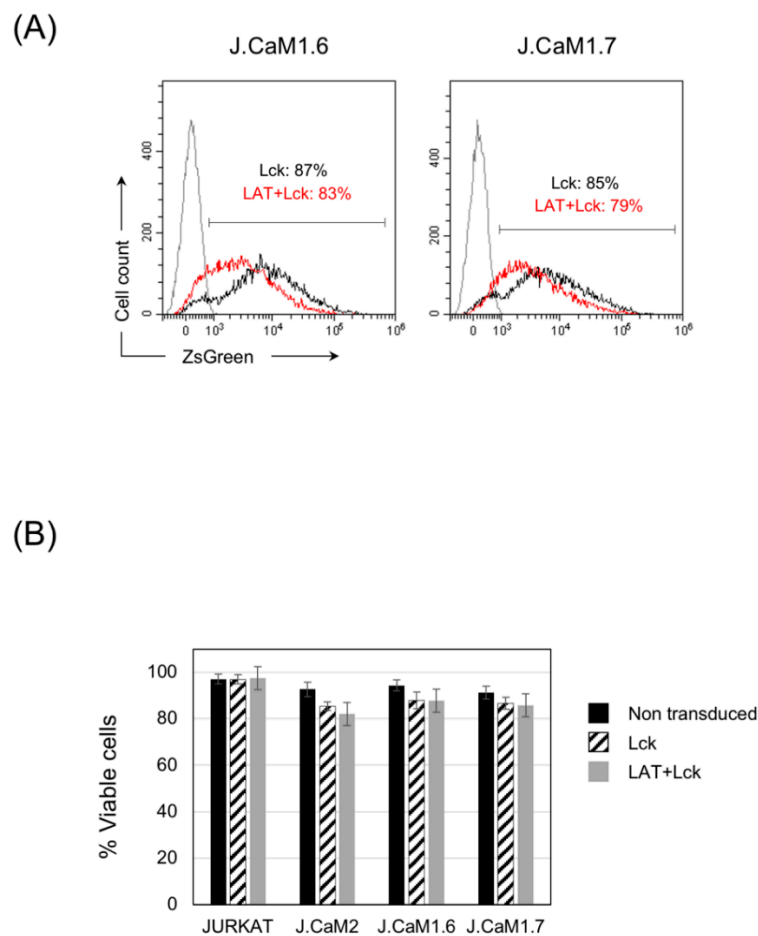 (A)
J.CaM1.6
J.CaM1.7
Cell count
400
200
0
Lck: 87%
LAT+Lck: 83%
0 10³ 10⁴ 10⁵ 10⁶
400
200
0
Lck: 85%
LAT+Lck: 79%
0 10³ 10⁴ 10⁵ 10⁶
ZsGreen
(B)
% Viable cells
100
80
60
40
20
0
JURKAT J.CaM2 J.CaM1.6 J.CaM1.7
Non transduced
Lck
LAT+Lck